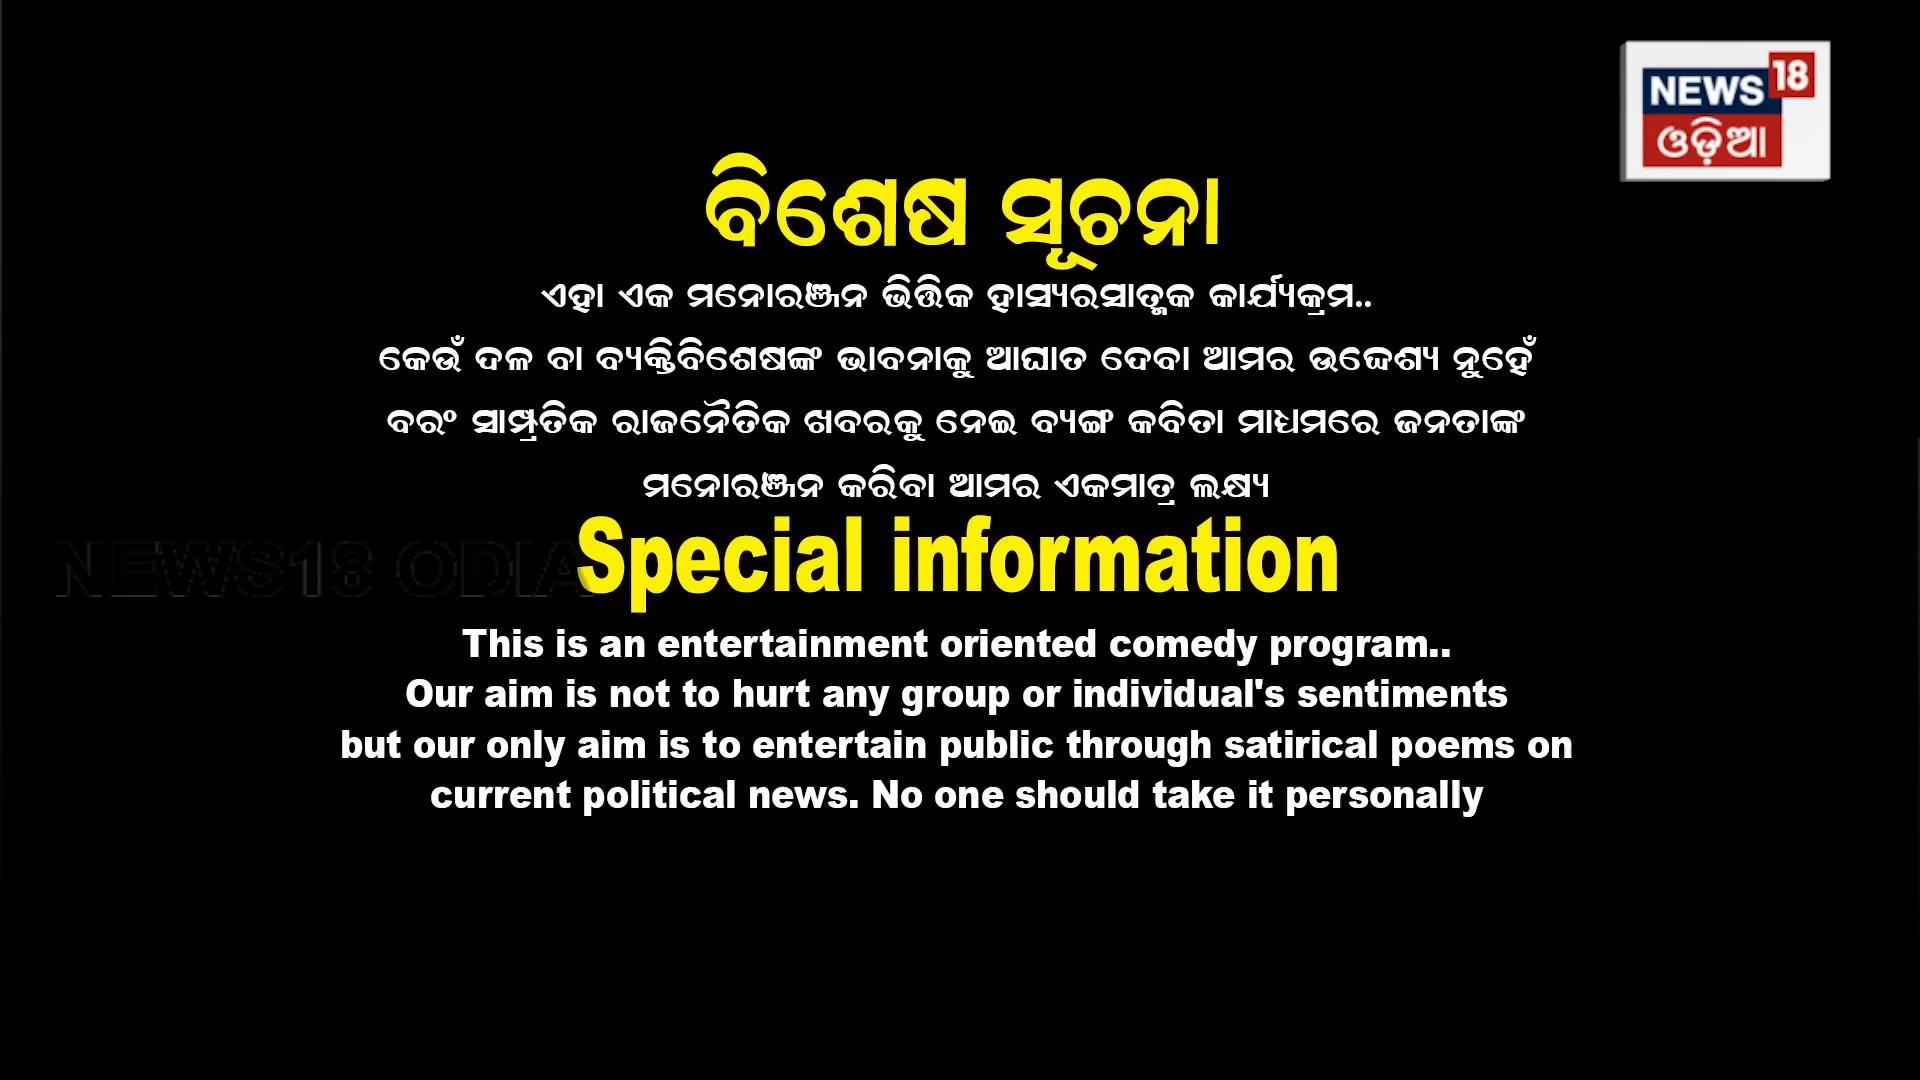 NEWS 18
ଓଡ଼ିଆ
ବିଶେଷ ସୂଚନା
ଏହା ଏକ ମନୋରଞ୍ଜନ ଭିତ୍ତିକ ହାସ୍ୟରସାତ୍ମକ କାର୍ଯ୍ୟକ୍ରମ..
କେଉଁ ଦଳ ବା ବ୍ୟକ୍ତିବିଶେଷଙ୍କ ଭାବନାକୁ ଆଘାତ ଦେବା ଆମର ଉଦ୍ଦେଶ୍ୟ ନୁହେଁ
ବରଂ ସାମ୍ପ୍ରତିକ ରାଜନୈତିକ ଖବରକୁ ନେଇ ବ୍ୟଙ୍ଗ କବିତା ମାଧ୍ୟମରେ ଜନତାଙ୍କ
ମନୋରଞ୍ଜନ କରିବା ଆମର ଏକମାତ୍ର ଲକ୍ଷ୍ୟ
NEWS18 ODIA
Special information
This is an entertainment oriented comedy program..
Our aim is not to hurt any group or individual's sentiments
but our only aim is to entertain public through satirical poems on
current political news. No one should take it personally